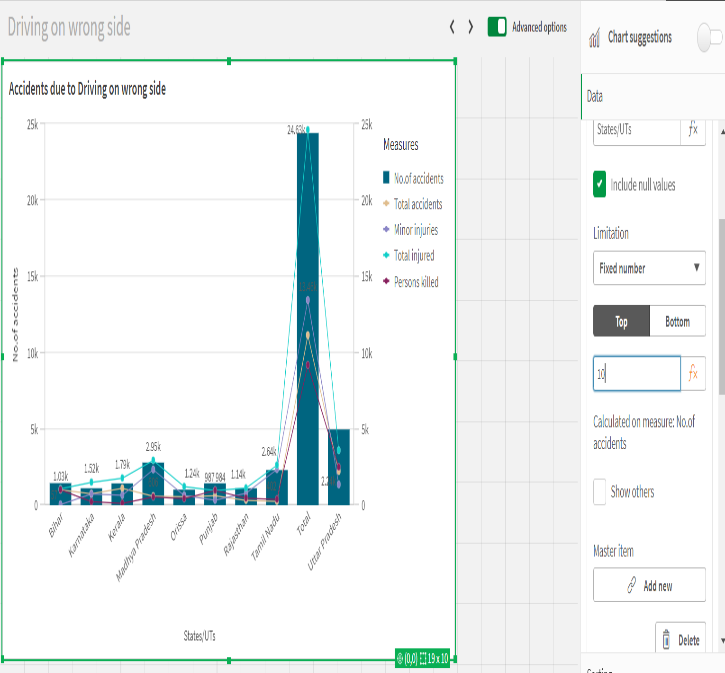 Driving on wrong side
Advanced options
Chart suggestions
Accidents due to Driving on wrong side
Data
States/UTs
fx
Include null values
Limitation
Fixed number
Top
Bottom
10
fx
Calculated on measure: No.of
accidents
Show others
Master item
Add new
Delete
Measures
No.of accidents
Total accidents
Minor injuries
Total injured
Persons killed
No.of accidents
25k
20k
15k
10k
5k
0
25k
20k
15k
10k
5k
0
1.03k
1.52k
1.79k
2.95k
1.24k
987
984
1.14k
2.64k
Bihar
Karnataka
Kerala
Madhya Pradesh
Orissa
Punjab
Rajasthan
Tamil Nadu
Total
Uttar Pradesh
States/UTs
(0,0)
19 x 10